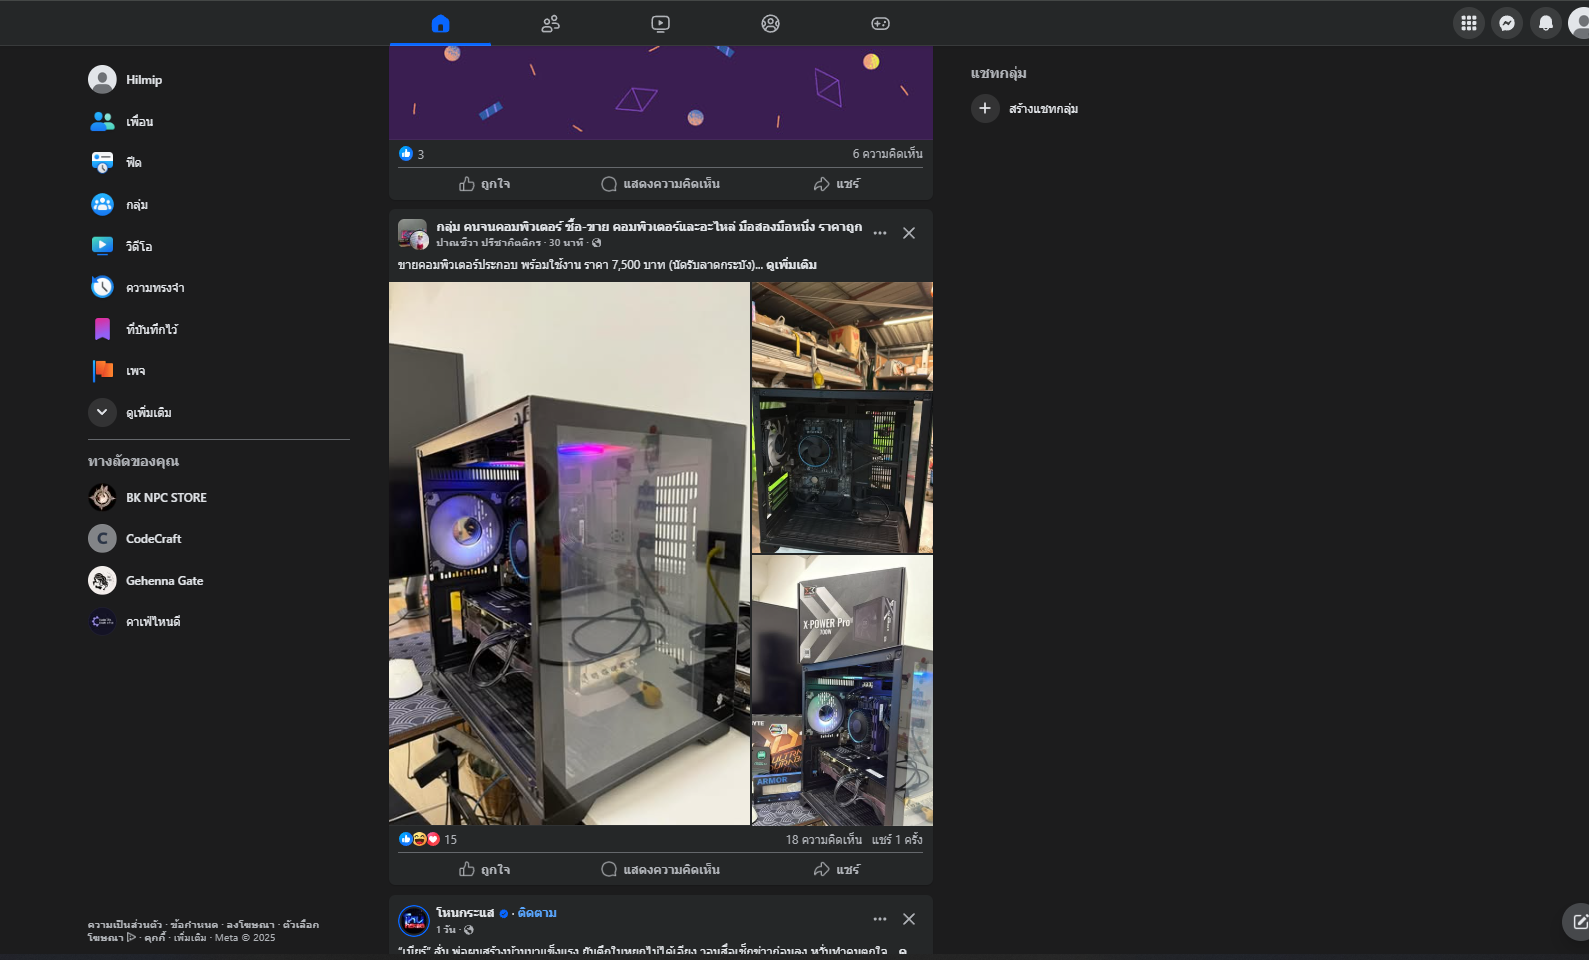 Hilmip
เพื่อน
ฟีด
กลุ่ม
วิดีโอ
ความทรงจำ
ที่บันทึกไว้
เพจ
ดูเพิ่มเติม
ทางลัดของคุณ
BK NPC STORE
C CodeCraft
Gehenna Gate
คาเฟ่ไหนดี
ความเป็นส่วนตัว · ข้อกำหนด · ลงโฆษณา · ตัวเลือก
โฆษณา · คุกกี้ · เพิ่มเติม · Meta © 2025
3 6 ความคิดเห็น
ถูกใจ แสดงความคิดเห็น แชร์
กลุ่ม คนจนคอมพิวเตอร์ ซื้อ-ขาย คอมพิวเตอร์และอะไหล่ มือสองมือหนึ่ง ราคาถูก
ปาณชีวา ปรีชากิตติกร · 30 นาที ·
ขายคอมพิวเตอร์ประกอบ พร้อมใช้งาน ราคา 7,500 บาท (นัดรับลาดกระบัง)... ดูเพิ่มเติม
X-POWER Pro
700W
ULTRA
DURABLE
ARMOR
15 18 ความคิดเห็น แชร์ 1 ครั้ง
ถูกใจ แสดงความคิดเห็น แชร์
โหนกระแส · ติดตาม
1 วัน ·
แชทกลุ่ม
สร้างแชทกลุ่ม